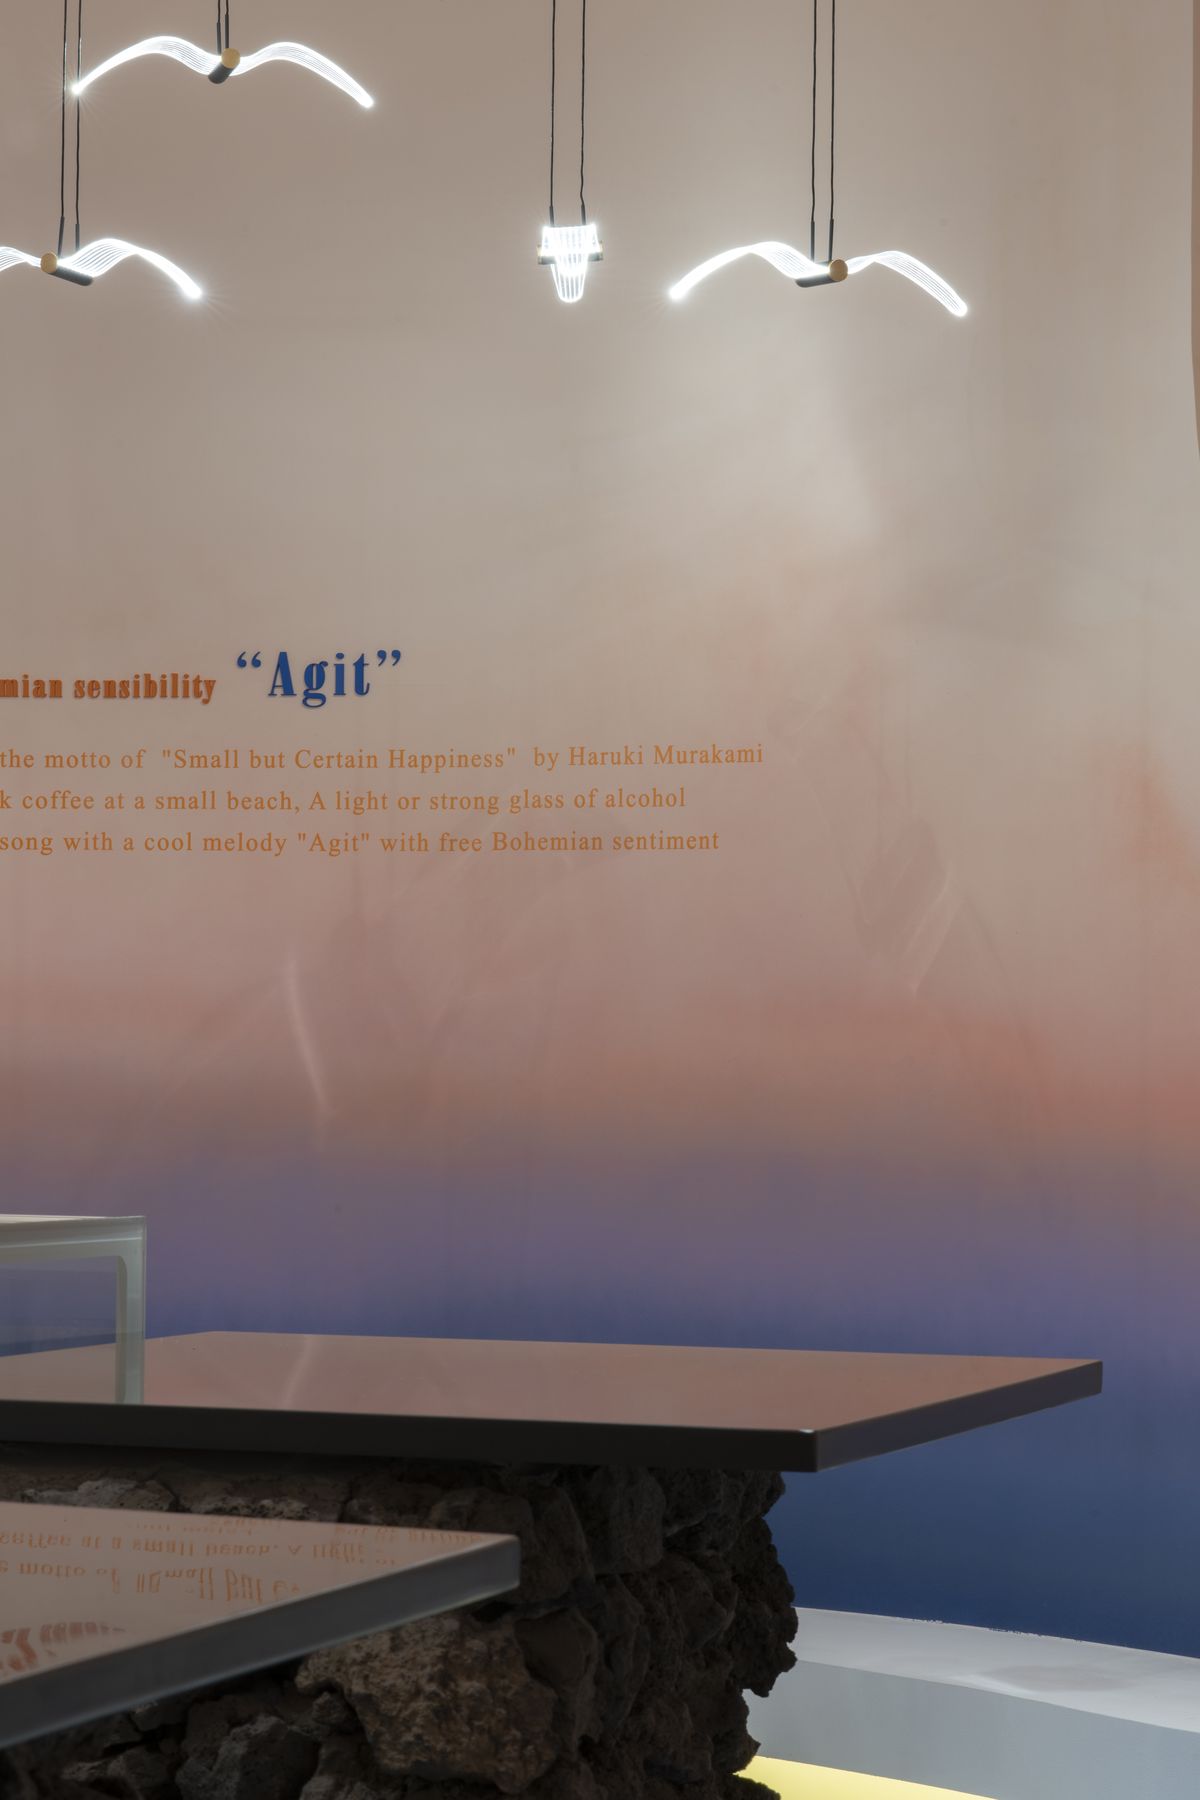 mian sensibility “Agit”
the motto of "Small but Certain Happiness" by Haruki Murakami
k coffee at a small beach, A light or strong glass of alcohol
song with a cool melody "Agit" with free Bohemian sentiment